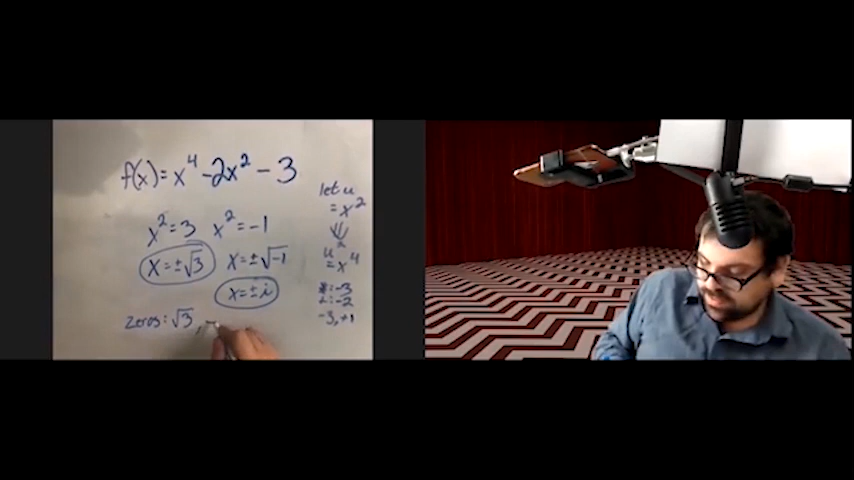 f(x)=x⁴-2x²-3
x²=3 x²=-1
x=±√3 x=±√-1
x=±i
zeros: √3, -
let u
=x²
u²
=x⁴
*:-3
+:-2
-3,+1